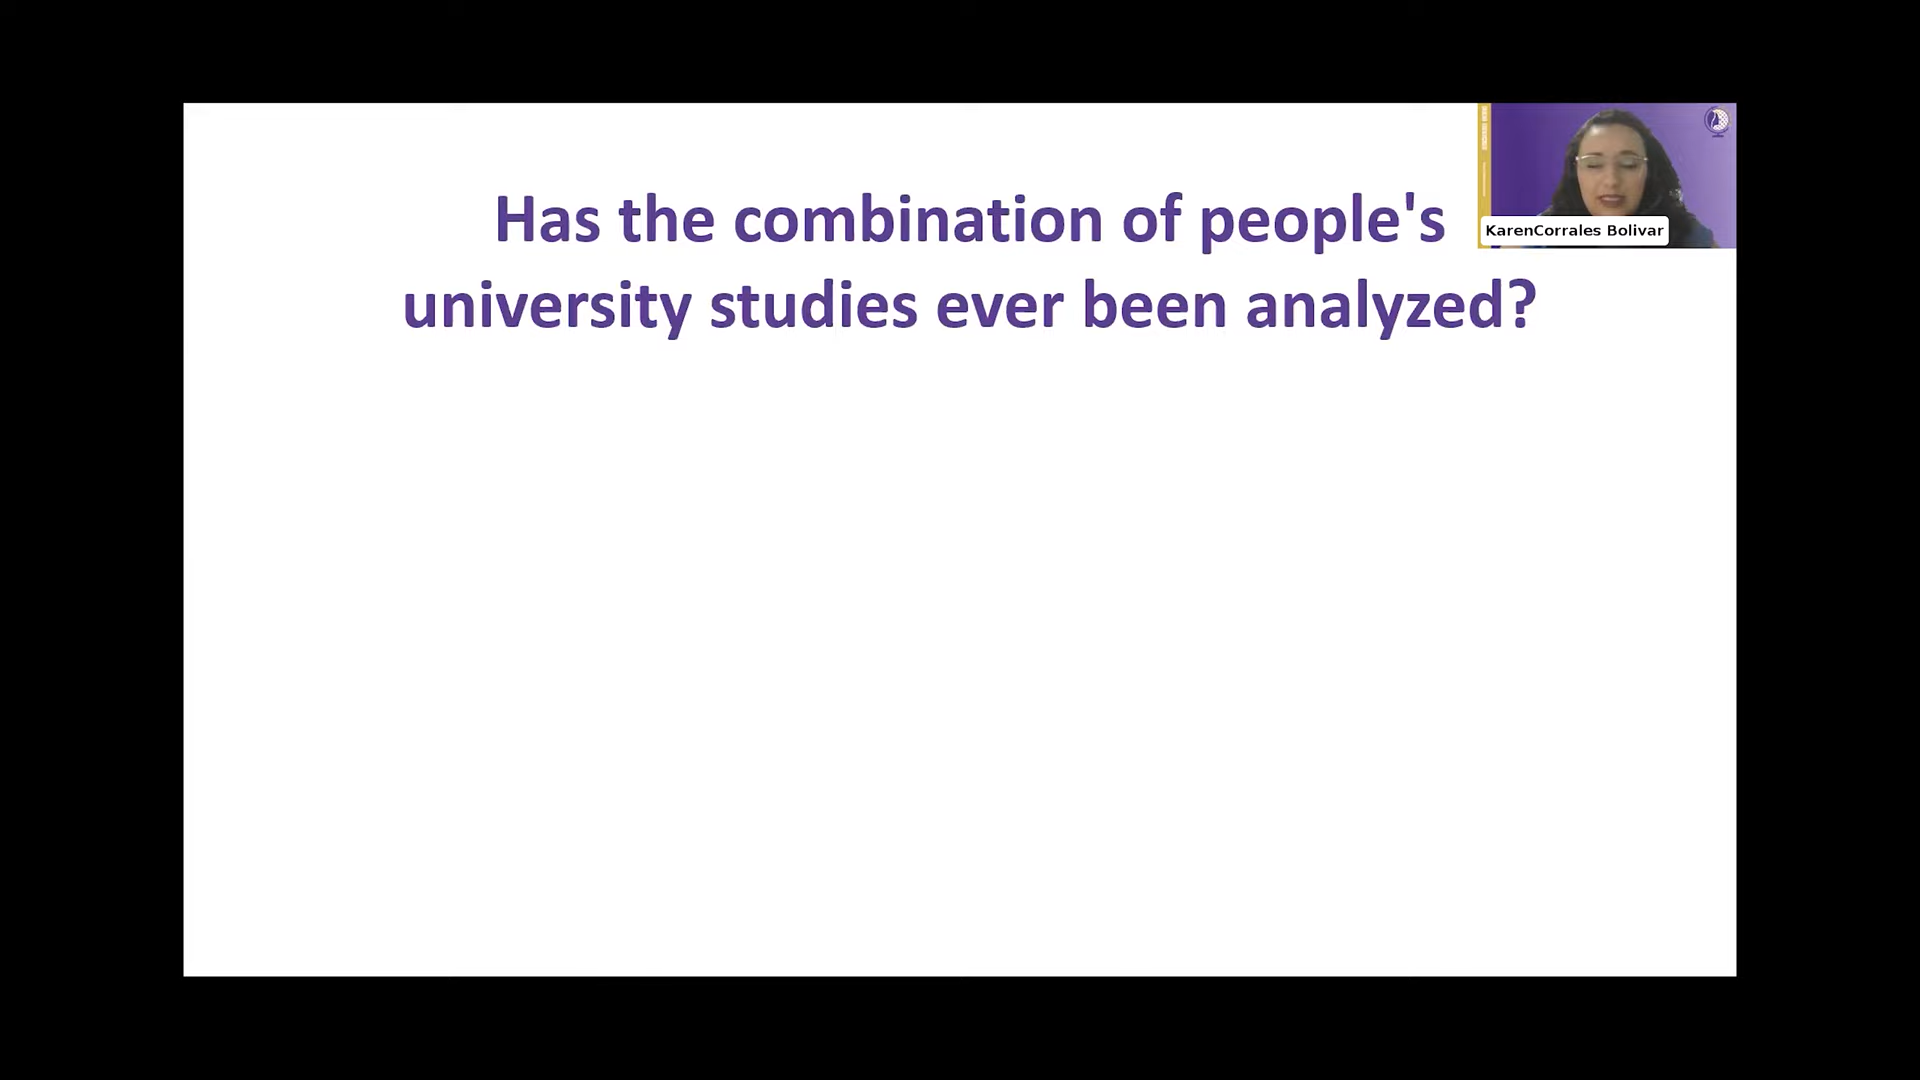 Has the combination of people's
university studies ever been analyzed?
KarenCorrales Bolivar